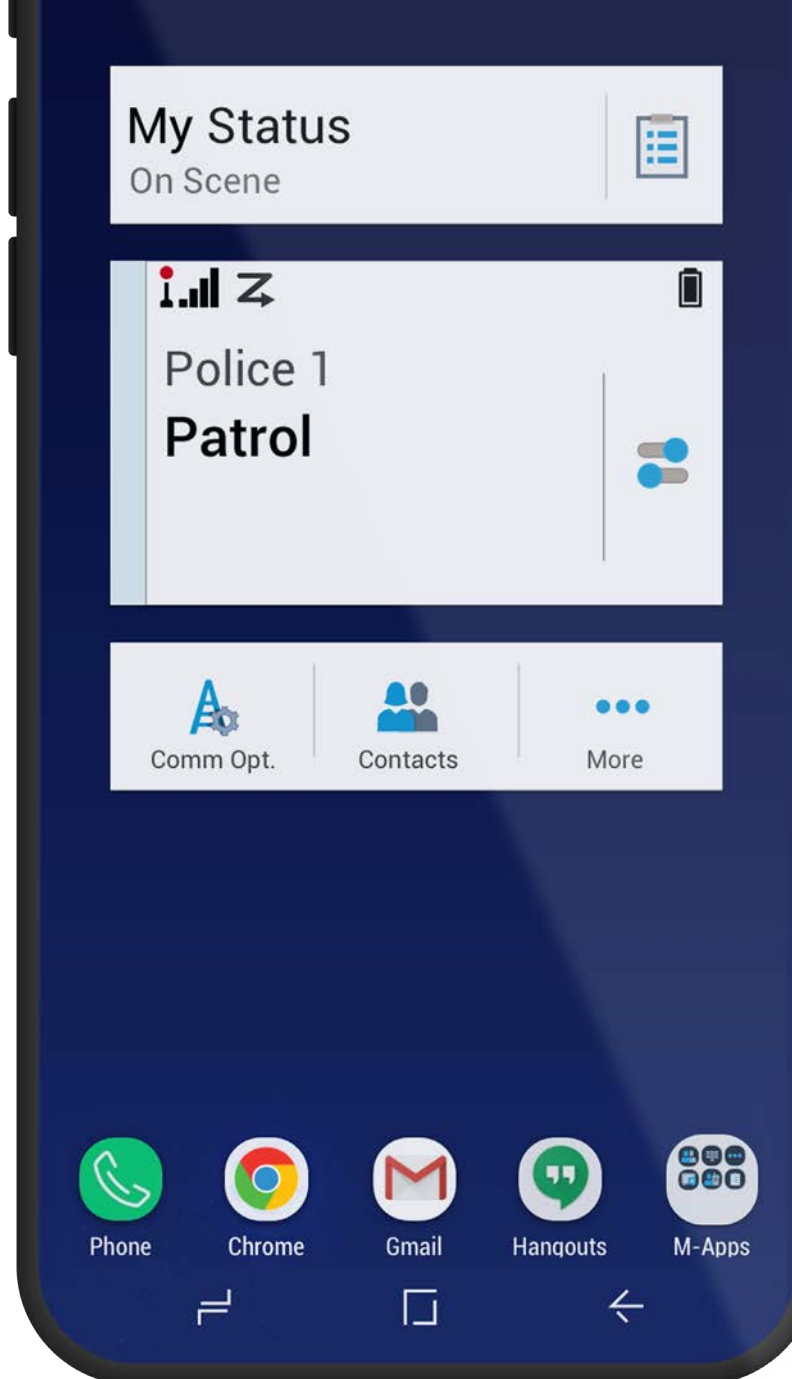 My Status
On Scene
Police 1
Patrol
Comm Opt.
Contacts
More
Phone
Chrome
Gmail
Hangouts
M-Apps